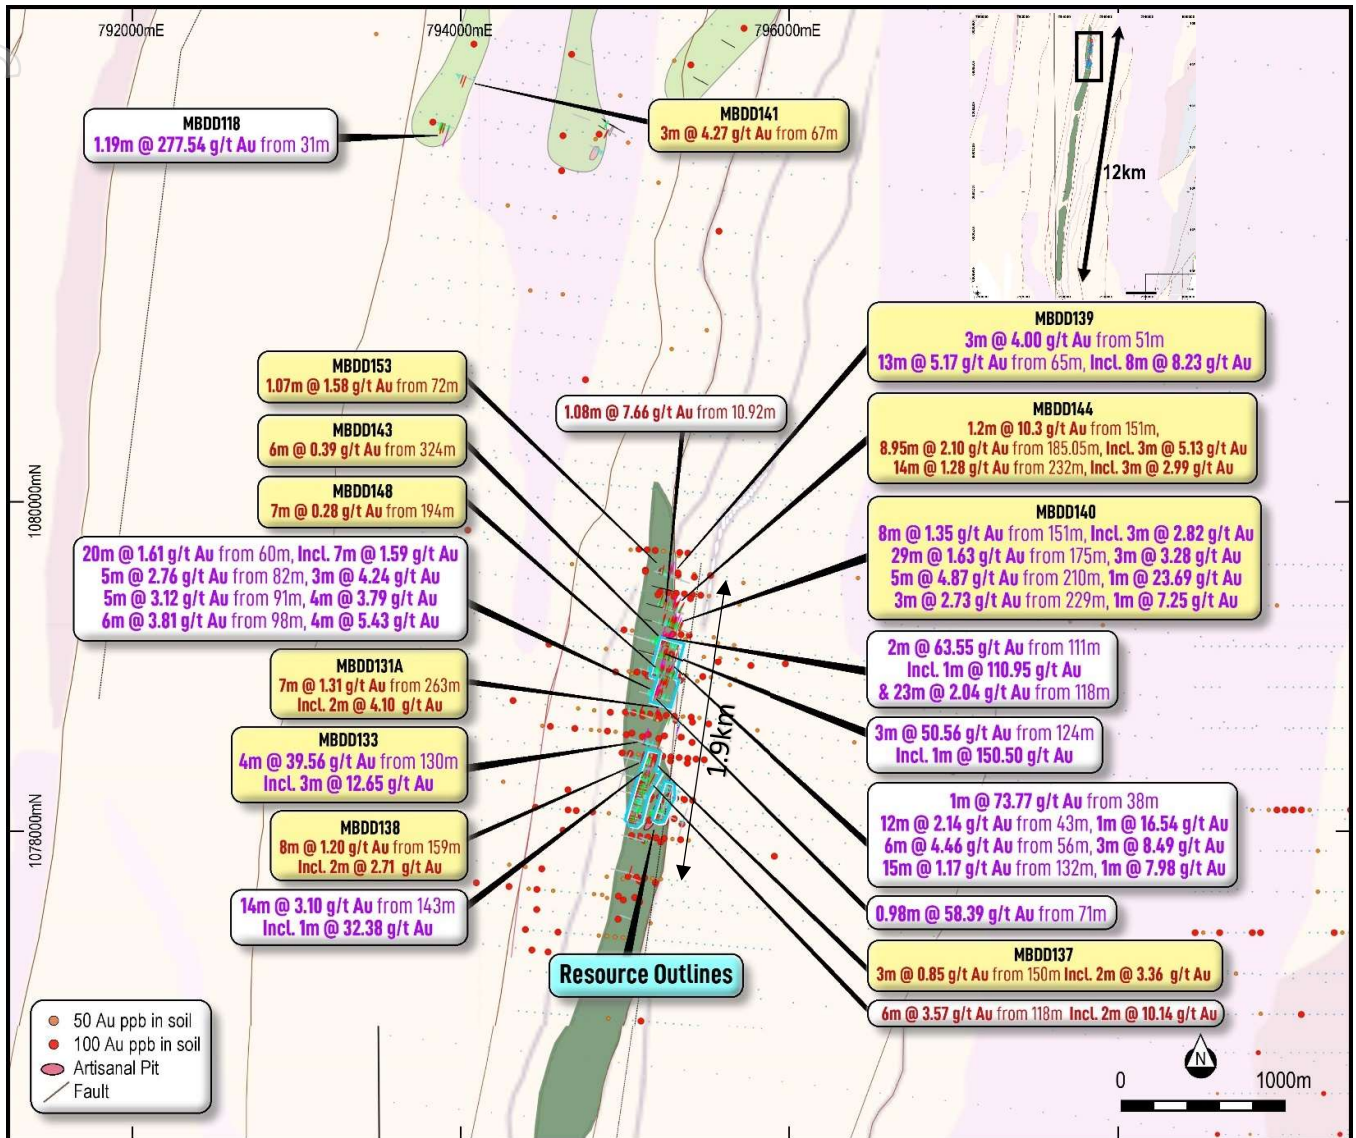 792000mE
794000mE
796000mE
12km
MBDD118
1.19m @ 277.54 g/t Au from 31m
MBDD141
3m @ 4.27 g/t Au from 67m
MBDD139
3m @ 4.00 g/t Au from 51m
13m @ 5.17 g/t Au from 65m, Incl. 8m @ 8.23 g/t Au
MBDD153
1.07m @ 1.58 g/t Au from 72m
1.08m @ 7.66 g/t Au from 10.92m
MBDD144
1.2m @ 10.3 g/t Au from 151m,
8.95m @ 2.10 g/t Au from 185.05m, Incl. 3m @ 5.13 g/t Au
14m @ 1.28 g/t Au from 232m, Incl. 3m @ 2.99 g/t Au
MBDD143
6m @ 0.39 g/t Au from 324m
1080000mN
MBDD148
7m @ 0.28 g/t Au from 194m
MBDD140
8m @ 1.35 g/t Au from 151m, Incl. 3m @ 2.82 g/t Au
29m @ 1.63 g/t Au from 175m, 3m @ 3.28 g/t Au
5m @ 4.87 g/t Au from 210m, 1m @ 23.69 g/t Au
3m @ 2.73 g/t Au from 229m, 1m @ 7.25 g/t Au
20m @ 1.61 g/t Au from 60m, Incl. 7m @ 1.59 g/t Au
5m @ 2.76 g/t Au from 82m, 3m @ 4.24 g/t Au
5m @ 3.12 g/t Au from 91m, 4m @ 3.79 g/t Au
6m @ 3.81 g/t Au from 98m, 4m @ 5.43 g/t Au
2m @ 63.55 g/t Au from 111m
Incl. 1m @ 110.95 g/t Au
& 23m @ 2.04 g/t Au from 118m
MBDD131A
7m @ 1.31 g/t Au from 263m
Incl. 2m @ 4.10 g/t Au
1.9km
3m @ 50.56 g/t Au from 124m
Incl. 1m @ 150.50 g/t Au
MBDD133
4m @ 39.56 g/t Au from 130m
Incl. 3m @ 12.65 g/t Au
1m @ 73.77 g/t Au from 38m
12m @ 2.14 g/t Au from 43m, 1m @ 16.54 g/t Au
6m @ 4.46 g/t Au from 56m, 3m @ 8.49 g/t Au
15m @ 1.17 g/t Au from 132m, 1m @ 7.98 g/t Au
1078000mN
MBDD138
8m @ 1.20 g/t Au from 159m
Incl. 2m @ 2.71 g/t Au
14m @ 3.10 g/t Au from 143m
Incl. 1m @ 32.38 g/t Au
0.98m @ 58.39 g/t Au from 71m
MBDD137
3m @ 0.85 g/t Au from 150m Incl. 2m @ 3.36 g/t Au
Resource Outlines
6m @ 3.57 g/t Au from 118m Incl. 2m @ 10.14 g/t Au
50 Au ppb in soil
100 Au ppb in soil
Artisanal Pit
Fault
N
0 1000m